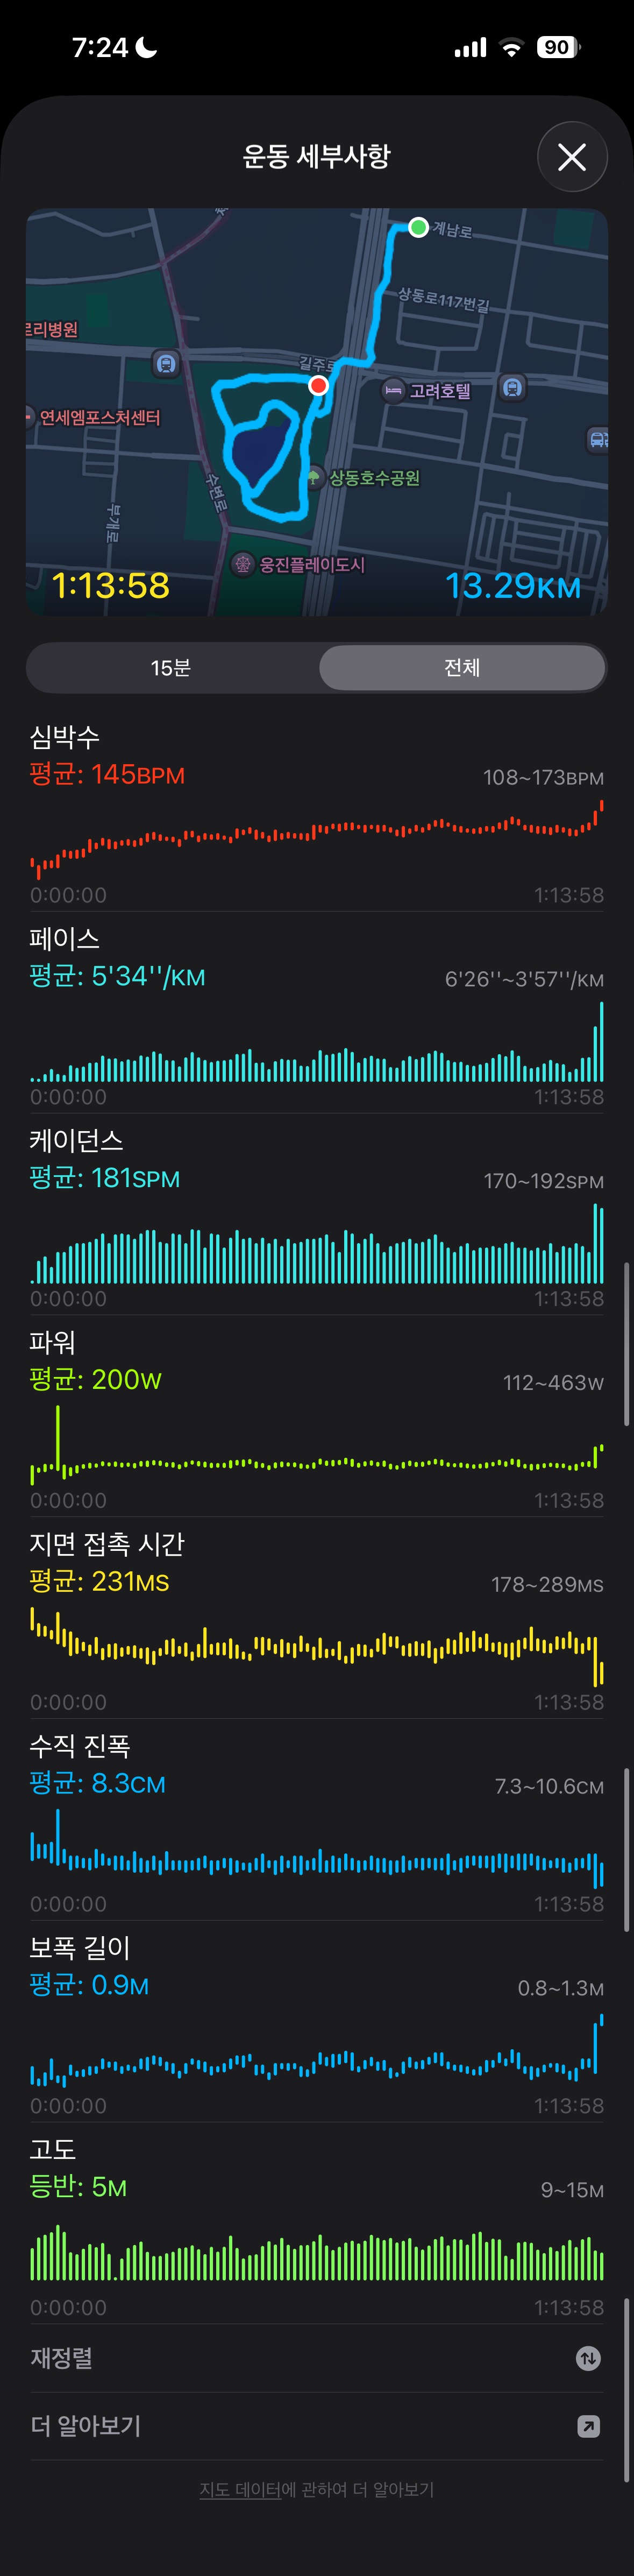 7:24
90
운동 세부사항
계남로
상동로117번길
르리병원
길주로
고려호텔
연세엠포스처센터
수변로
상동호수공원
부개로
웅진플레이도시
1:13:58
13.29KM
15분
전체
심박수
평균: 145BPM
108~173BPM
0:00:00
1:13:58
페이스
평균: 5'34''/KM
6'26''~3'57''/KM
0:00:00
1:13:58
케이던스
평균: 181SPM
170~192SPM
0:00:00
1:13:58
파워
평균: 200W
112~463W
0:00:00
1:13:58
지면 접촉 시간
평균: 231MS
178~289MS
0:00:00
1:13:58
수직 진폭
평균: 8.3CM
7.3~10.6CM
0:00:00
1:13:58
보폭 길이
평균: 0.9M
0.8~1.3M
0:00:00
1:13:58
고도
등반: 5M
9~15M
0:00:00
1:13:58
재정렬
더 알아보기
지도 데이터에 관하여 더 알아보기